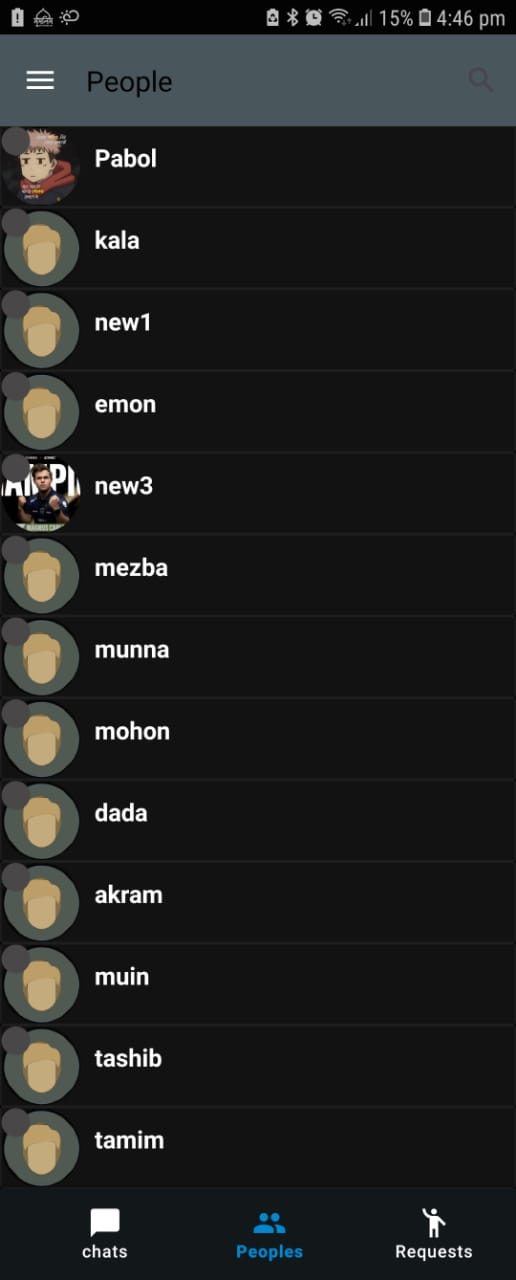 15% 4:46 pm
People
Pabol
kala
new1
emon
new3
mezba
munna
mohon
dada
akram
muin
tashib
tamim
chats
Peoples
Requests